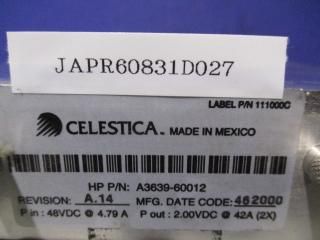 JAPR60831D027
LABEL P/N 111000C
CELESTICA. MADE IN MEXICO
HP P/N: A3639-60012
REVISION: A.14 MFG. DATE CODE: 462000
P in : 48VDC @ 4.79 A P out : 2.00VDC @ 42A (2X)